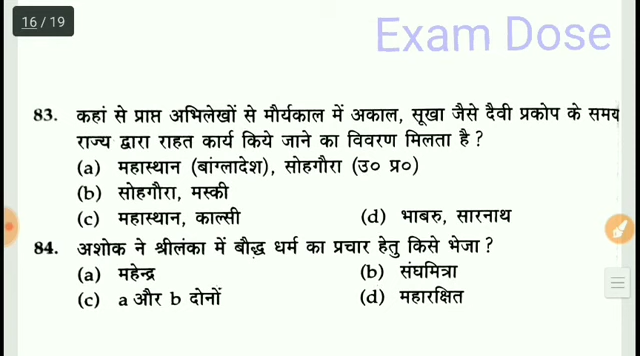 16 / 19
Exam Dose
83. कहां से प्राप्त अभिलेखों से मौर्यकाल में अकाल, सूखा जैसे दैवी प्रकोप के समय
राज्य द्वारा राहत कार्य किये जाने का विवरण मिलता है ?
(a) महास्थान (बांग्लादेश), सोहगौरा (उ० प्र०)
(b) सोहगौरा, मस्की
(c) महास्थान, काल्सी (d) भाबरु, सारनाथ
84. अशोक ने श्रीलंका में बौद्ध धर्म का प्रचार हेतु किसे भेजा ?
(a) महेन्द्र (b) संघमित्रा
(c) a और b दोनों (d) महारक्षित